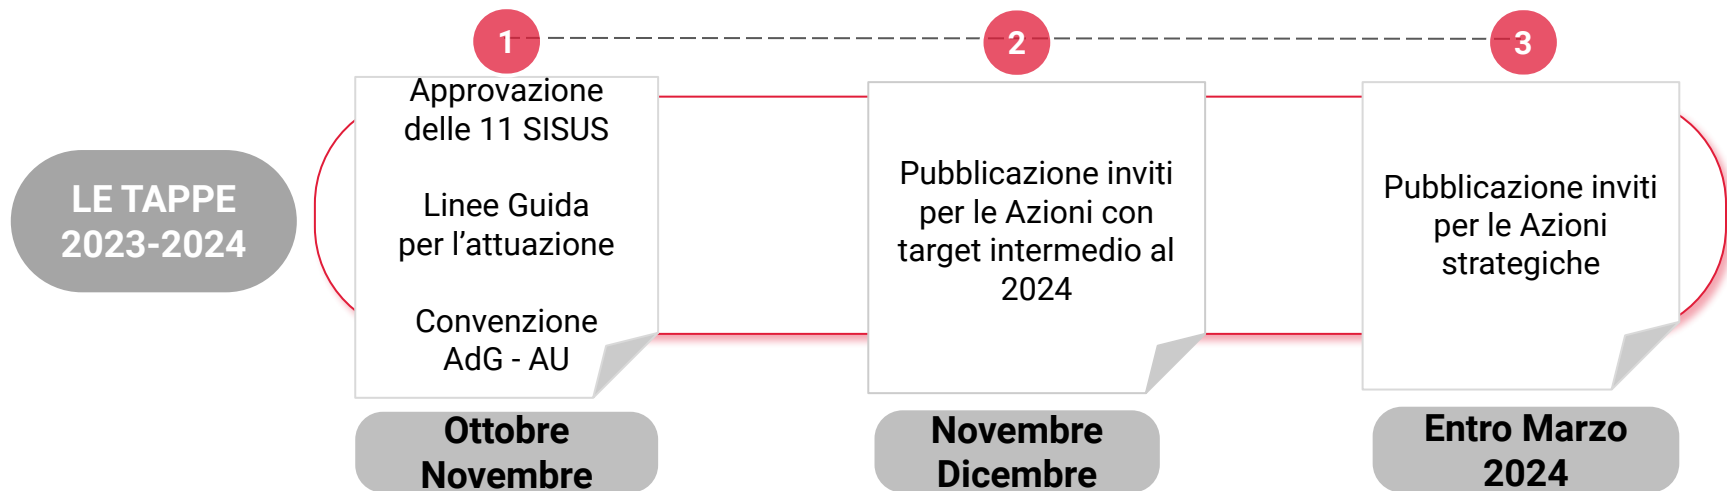 LE TAPPE
2023-2024
1
Approvazione
delle 11 SISUS
Linee Guida
per l’attuazione
Convenzione
AdG - AU
Ottobre
Novembre
2
Pubblicazione inviti
per le Azioni con
target intermedio al
2024
Novembre
Dicembre
3
Pubblicazione inviti
per le Azioni
strategiche
Entro Marzo
2024